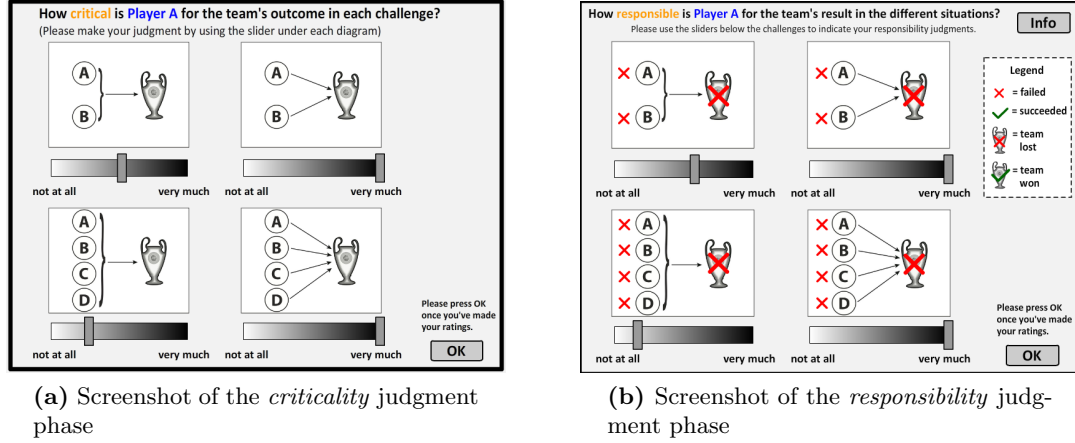 How critical is Player A for the team's outcome in each challenge?
(Please make your judgment by using the slider under each diagram)
A
B
A
B
not at all very much
not at all very much
A
B
C
D
A
B
C
D
Please press OK
once you've made
your ratings.
not at all very much
not at all very much
OK
(a) Screenshot of the criticality judgment
phase
How responsible is Player A for the team's result in the different situations?
Please use the sliders below the challenges to indicate your responsibility judgments.
Info
A
B
A
B
Legend
= failed
= succeeded
= team
lost
= team
won
not at all very much
not at all very much
A
B
C
D
A
B
C
D
Please press OK
once you've made
your ratings.
not at all very much
not at all very much
OK
(b) Screenshot of the responsibility judg-
ment phase